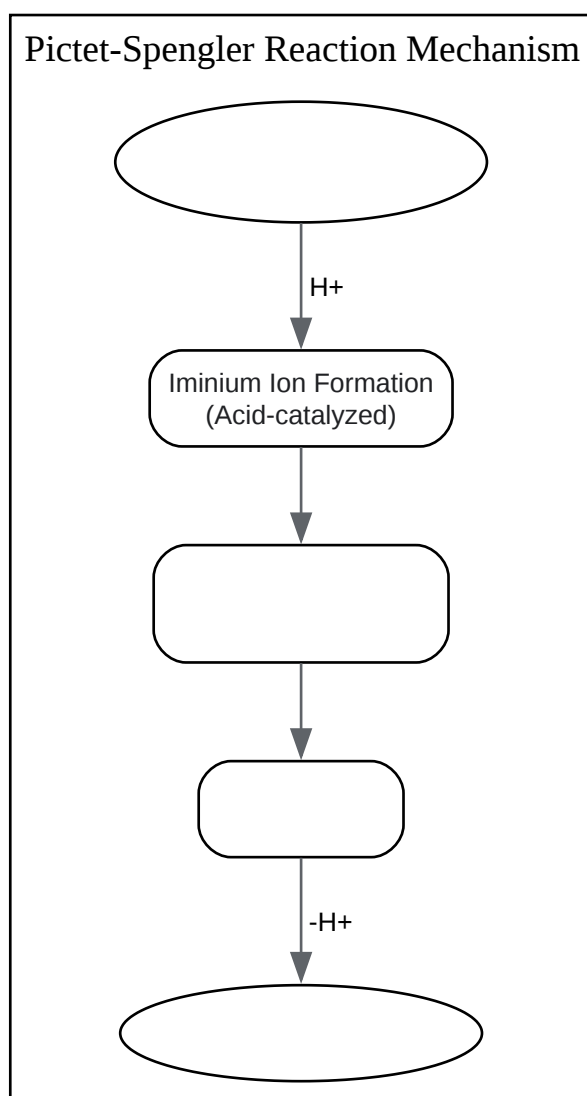 Pictet-Spengler Reaction Mechanism
H+
Iminium Ion Formation
(Acid-catalyzed)
-H+